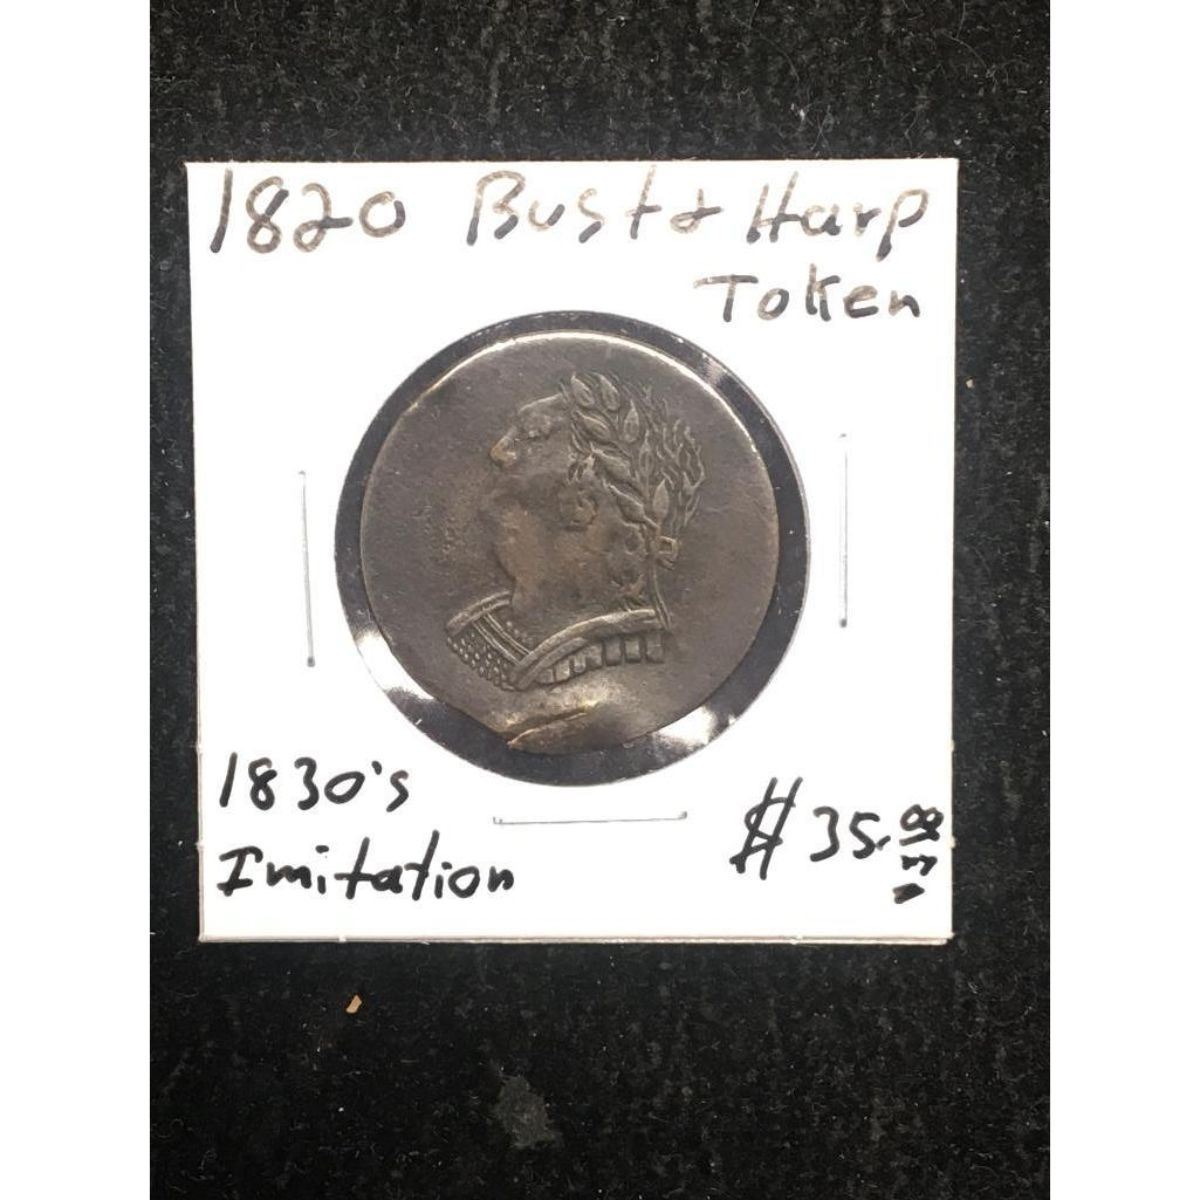 1820 Bust & Harp
Token
1830's
Imitation
$35.00